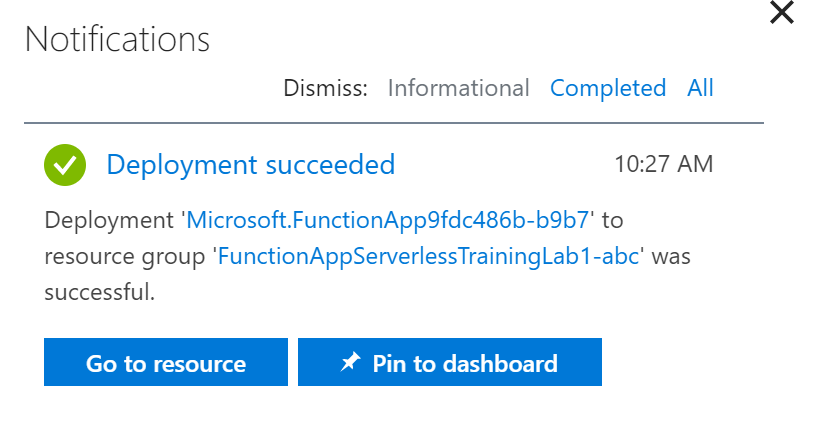 Notifications
Dismiss: Informational Completed All
Deployment succeeded 10:27 AM
Deployment 'Microsoft.FunctionApp9fdc486b-b9b7' to
resource group 'FunctionAppServerlessTrainingLab1-abc' was
successful.
Go to resource Pin to dashboard